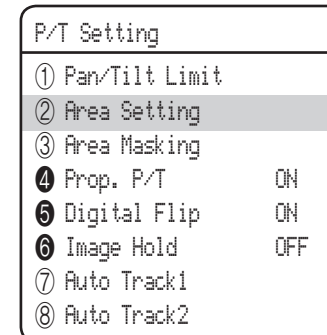 P/T Setting
① Pan/Tilt Limit
② Area Setting
③ Area Masking
❹ Prop. P/T ON
❺ Digital Flip ON
❻ Image Hold OFF
⑦ Auto Track1
⑧ Auto Track2